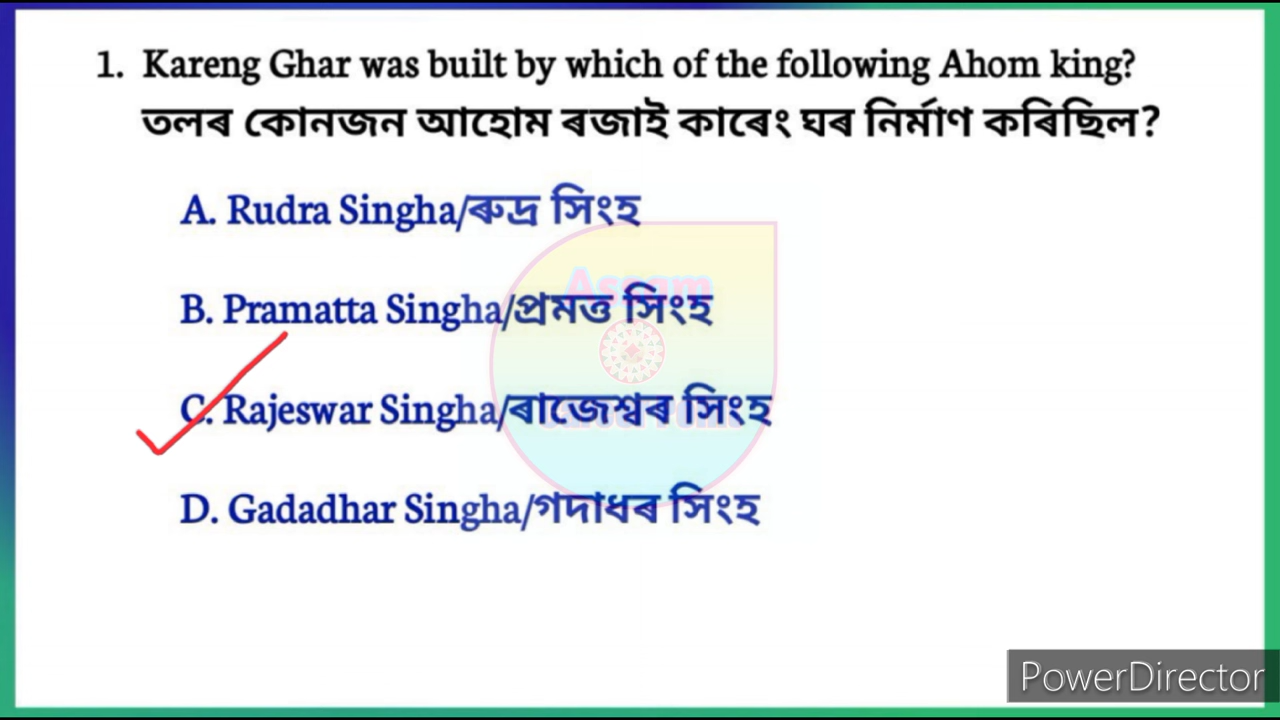 1. Kareng Ghar was built by which of the following Ahom king?
তলৰ কোনজন আহোম ৰজাই কাৰেং ঘৰ নিৰ্মাণ কৰিছিল?
A. Rudra Singha/ৰুদ্ৰ সিংহ
Assam
B. Pramatta Singha/প্ৰমত্ত সিংহ
C. Rajeswar Singha/ৰাজেশ্বৰ সিংহ
D. Gadadhar Singha/গদাধৰ সিংহ
PowerDirector